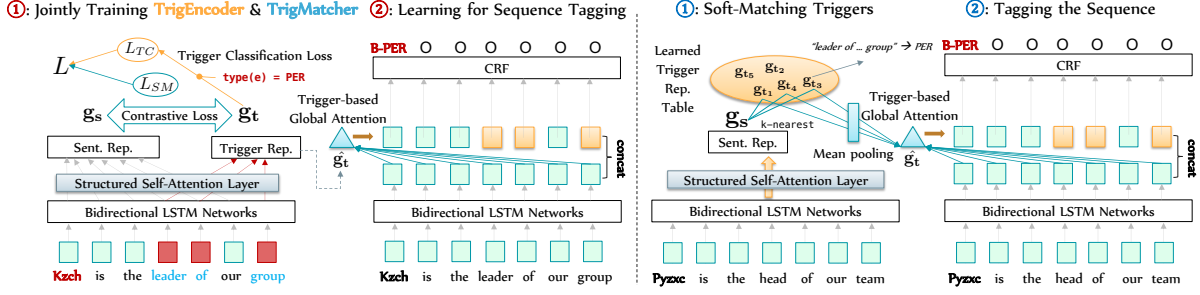 ①: Jointly Training TrigEncoder & TrigMatcher
L
L_TC
Trigger Classification Loss
type(e) = PER
L_SM
g_s
Contrastive Loss
g_t
Sent. Rep.
Trigger Rep.
Structured Self-Attention Layer
Bidirectional LSTM Networks
Kzch is the leader of our group
②: Learning for Sequence Tagging
B-PER O O O O O O
CRF
Trigger-based
Global Attention
ĝ_t
concat
Bidirectional LSTM Networks
Kzch is the leader of our group
①: Soft-Matching Triggers
Learned
Trigger
Rep.
Table
"leader of ... group" → PER
g_t5 g_t2
g_t1 g_t4 g_t3
g_s
k-nearest
Sent. Rep.
Mean pooling
Structured Self-Attention Layer
Bidirectional LSTM Networks
Pyzxc is the head of our team
②: Tagging the Sequence
B-PER O O O O O O
CRF
Trigger-based
Global Attention
ĝ_t
concat
Bidirectional LSTM Networks
Pyzxc is the head of our team